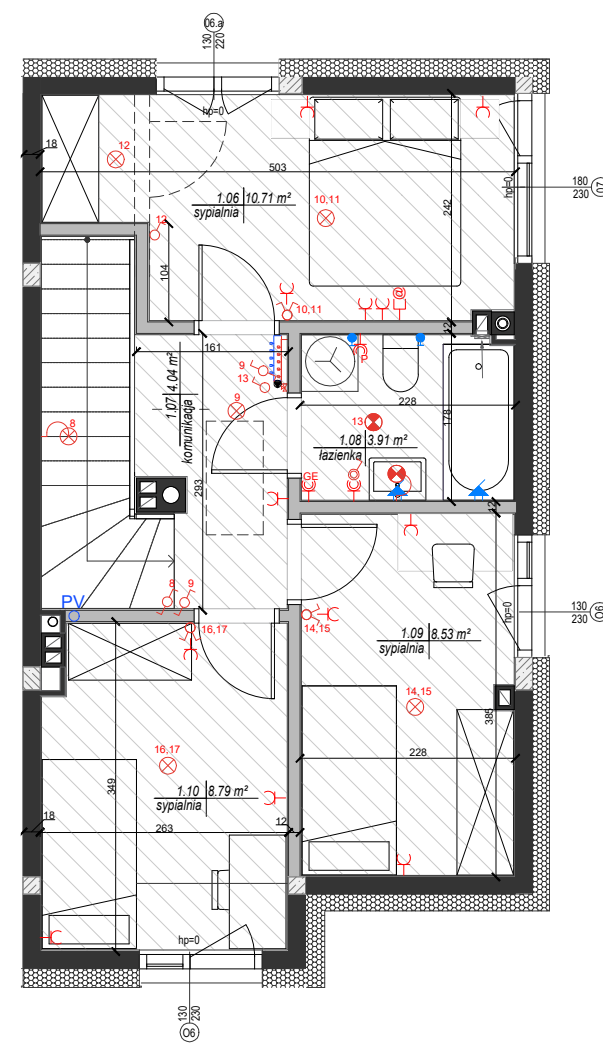 06.a
130
220
hp=0
12
18
503
180
230
07
hp=0
1.06 10.71 m²
sypialnia
10,11
242
12
104
10,11
@
12
161
9
13
1.07 4.04 m²
komunikacja
9
P
228
178
13
1.08 3.91 m²
łazienka
8
293
GE
12
8
9
PV
16,17
14,15
1.09 8.53 m²
sypialnia
hp=0
130
230
06
14,15
385
228
16,17
349
1.10 8.79 m²
sypialnia
18
263
12
hp=0
130
230
06